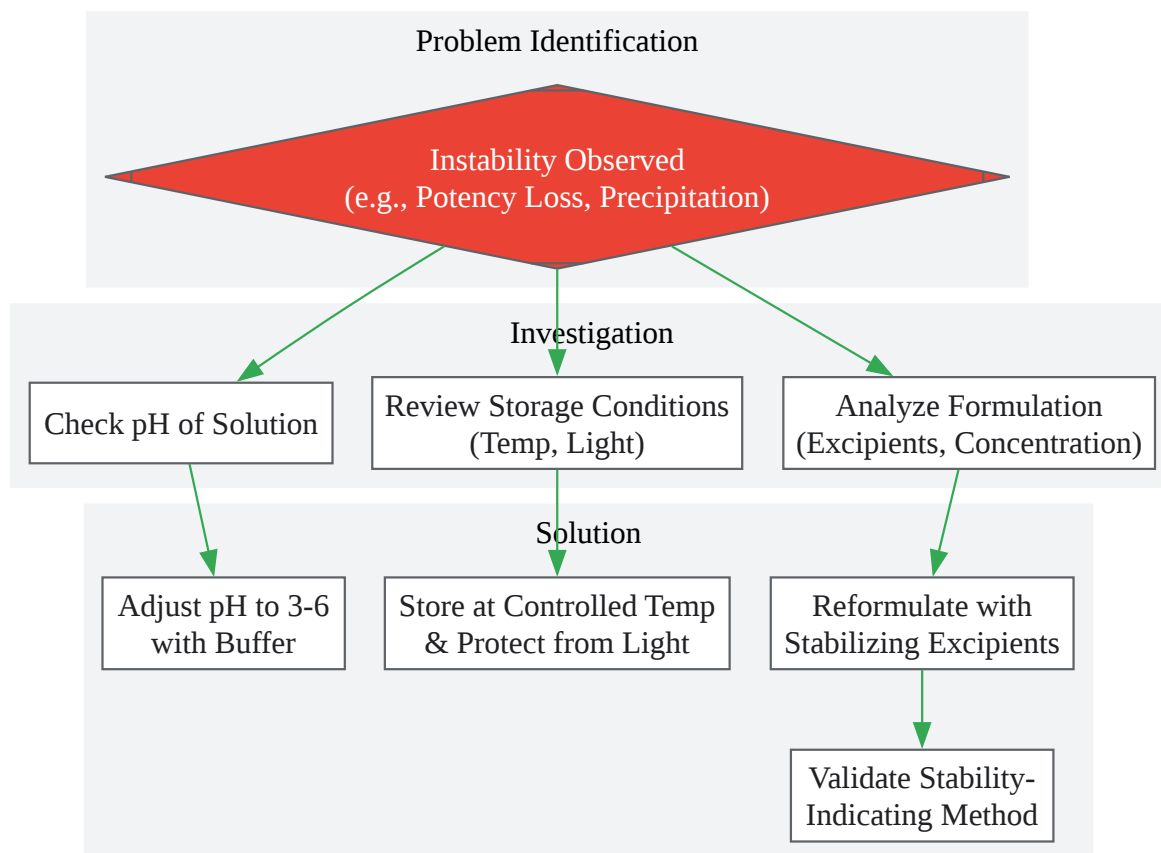 Problem Identification
Instability Observed
(e.g., Potency Loss, Precipitation)
Investigation
Check pH of Solution
Review Storage Conditions
(Temp, Light)
Analyze Formulation
(Excipients, Concentration)
Solution
Adjust pH to 3-6
with Buffer
Store at Controlled Temp
& Protect from Light
Reformulate with
Stabilizing Excipients
Validate Stability-
Indicating Method